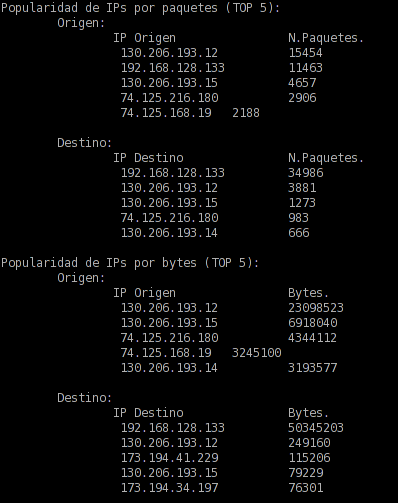 Popularidad de IPs por paquetes (TOP 5):
Origen:
IP Origen N.Paquetes.
130.206.193.12 15454
192.168.128.133 11463
130.206.193.15 4657
74.125.216.180 2906
74.125.168.19 2188
Destino:
IP Destino N.Paquetes.
192.168.128.133 34986
130.206.193.12 3881
130.206.193.15 1273
74.125.216.180 983
130.206.193.14 666
Popularidad de IPs por bytes (TOP 5):
Origen:
IP Origen Bytes.
130.206.193.12 23098523
130.206.193.15 6918040
74.125.216.180 4344112
74.125.168.19 3245100
130.206.193.14 3193577
Destino:
IP Destino Bytes.
192.168.128.133 50345203
130.206.193.12 249160
173.194.41.229 115206
130.206.193.15 79229
173.194.34.197 76301